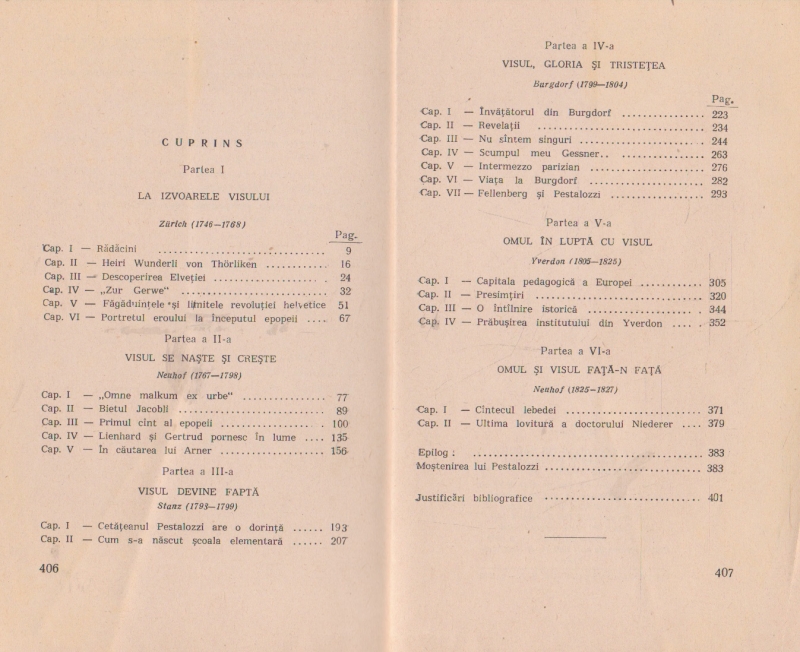 CUPRINS
Partea I
LA IZVOARELE VISULUI
Zürich (1746—1768)
Pag.
Cap. I — Rădăcini ............................ 9
Cap. II — Heiri Wunderli von Thörliken ............ 16
Cap. III — Descoperirea Elveției .................... 24
Cap. IV — „Zur Gerwe“ .......................... 32
Cap. V — Făgăduințele și limitele revoluției helvetice 51
Cap. VI — Portretul eroului la începutul epopeii .... 67
Partea a II-a
VISUL SE NAȘTE ȘI CREȘTE
Neuhof (1767—1798)
Cap. I — „Omne malkum ex urbe“ ................ 77
Cap. II — Bietul Jacobli .......................... 89
Cap. III — Primul cînt al epopeii .................. 100
Cap. IV — Lienhard și Gertrud pornesc în lume .... 135
Cap. V — În căutarea lui Arner .................. 156
Partea a III-a
VISUL DEVINE FAPTĂ
Stanz (1793—1799)
Cap. I — Cetățeanul Pestalozzi are o dorință ...... 193
Cap. II — Cum s-a născut școala elementară ...... 207
406
Partea a IV-a
VISUL, GLORIA ȘI TRISTEȚEA
Burgdorf (1799—1804)
Pag.
Cap. I — Învățătorul din Burgdorf ................ 223
Cap. II — Revelații ............................ 234
Cap. III — Nu sîntem singuri ...................... 244
Cap. IV — Scumpul meu Gessner.. ................ 263
Cap. V — Intermezzo parizian .................... 276
Cap. VI — Viața la Burgdorf .................... 282
Cap. VII — Fellenberg și Pestalozzi ................ 293
Partea a V-a
OMUL ÎN LUPTĂ CU VISUL
Yverdon (1805—1825)
Cap. I — Capitala pedagogică a Europei .......... 305
Cap. II — Presimțiri ............................ 320
Cap. III — O întîlnire istorică .................... 344
Cap. IV — Prăbușirea institutului din Yverdon .... . 352
Partea a VI-a
OMUL ȘI VISUL FAȚĂ-N FAȚĂ
Neuhof (1825—1827)
Cap. I — Cîntecul lebedei ...................... 371
Cap. II — Ultima lovitură a doctorului Niederer .... 379
Epilog : ...................................... 383
Moștenirea lui Pestalozzi .......................... 383
Justificări bibliografice .......................... 401
407